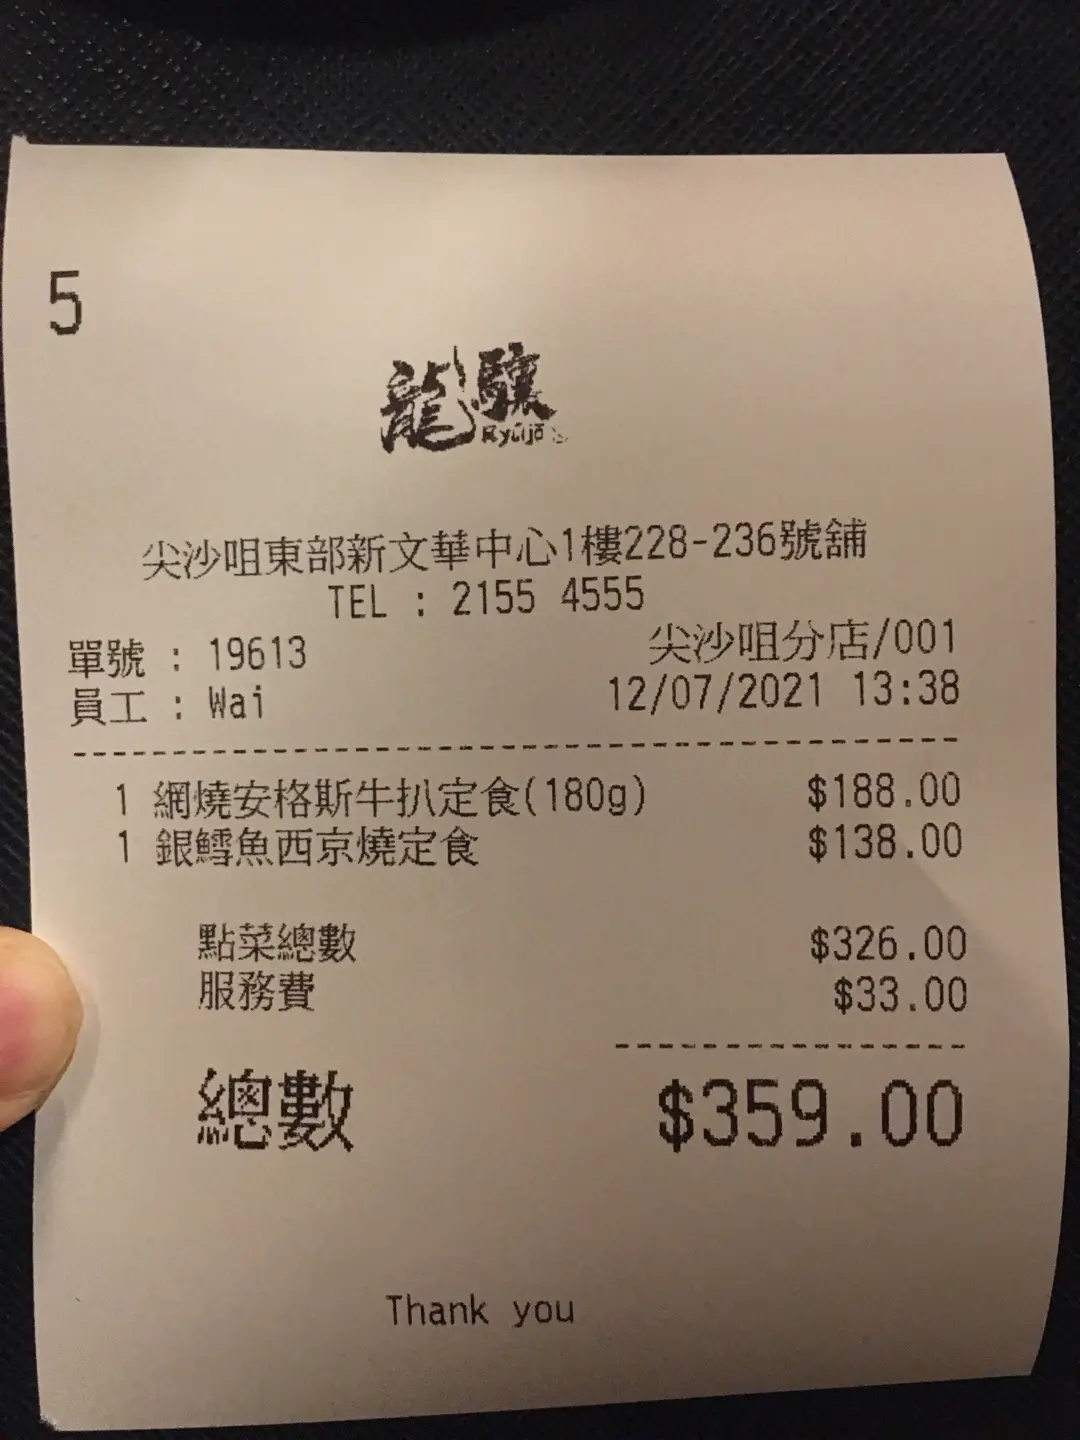 5
龍驤
Ryūjō
尖沙咀東部新文華中心1樓228-236號舖
TEL : 2155 4555
單號 : 19613 尖沙咀分店/001
員工 : Wai 12/07/2021 13:38
1 網燒安格斯牛扒定食(180g) $188.00
1 銀鱈魚西京燒定食 $138.00
點菜總數 $326.00
服務費 $33.00
總數 $359.00
Thank you